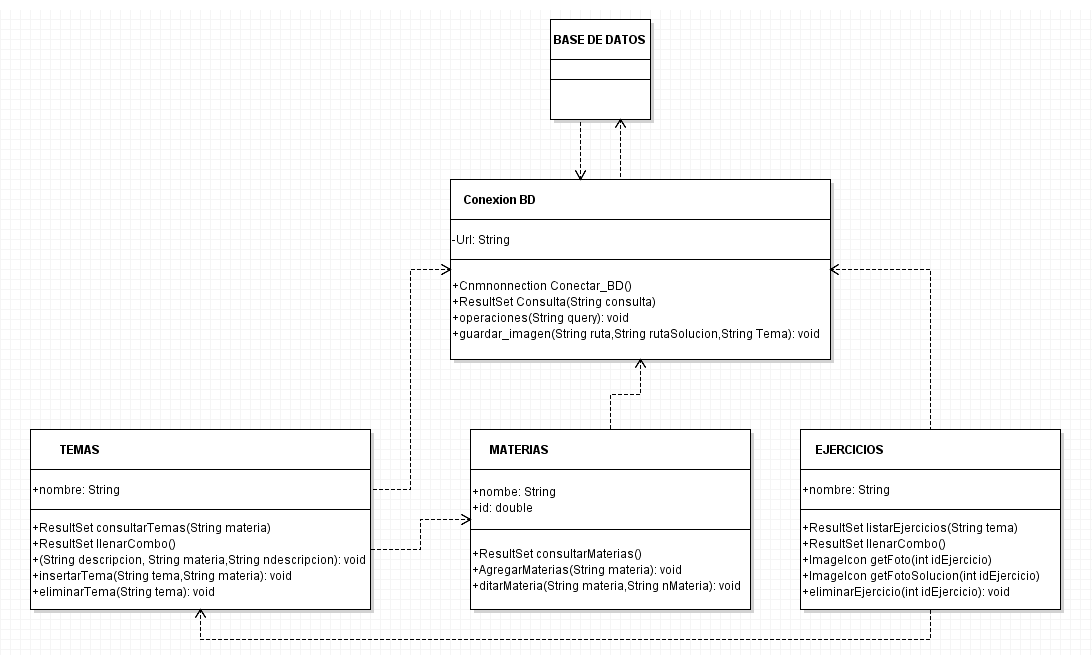 BASE DE DATOS
Conexion BD
-Url: String
+Cnmnonnection Conectar_BD()
+ResultSet Consulta(String consulta)
+operaciones(String query): void
+guardar_imagen(String ruta,String rutaSolucion,String Tema): void
TEMAS
+nombre: String
+ResultSet consultarTemas(String materia)
+ResultSet llenarCombo()
+(String descripcion, String materia,String ndescripcion): void
+insertarTema(String tema,String materia): void
+eliminarTema(String tema): void
MATERIAS
+nombe: String
+id: double
+ResultSet consultarMaterias()
+AgregarMaterias(String materia): void
+ditarMateria(String materia,String nMateria): void
EJERCICIOS
+nombre: String
+ResultSet listarEjercicios(String tema)
+ResultSet llenarCombo()
+ImageIcon getFoto(int idEjercicio)
+ImageIcon getFotoSolucion(int idEjercicio)
+eliminarEjercicio(int idEjercicio): void